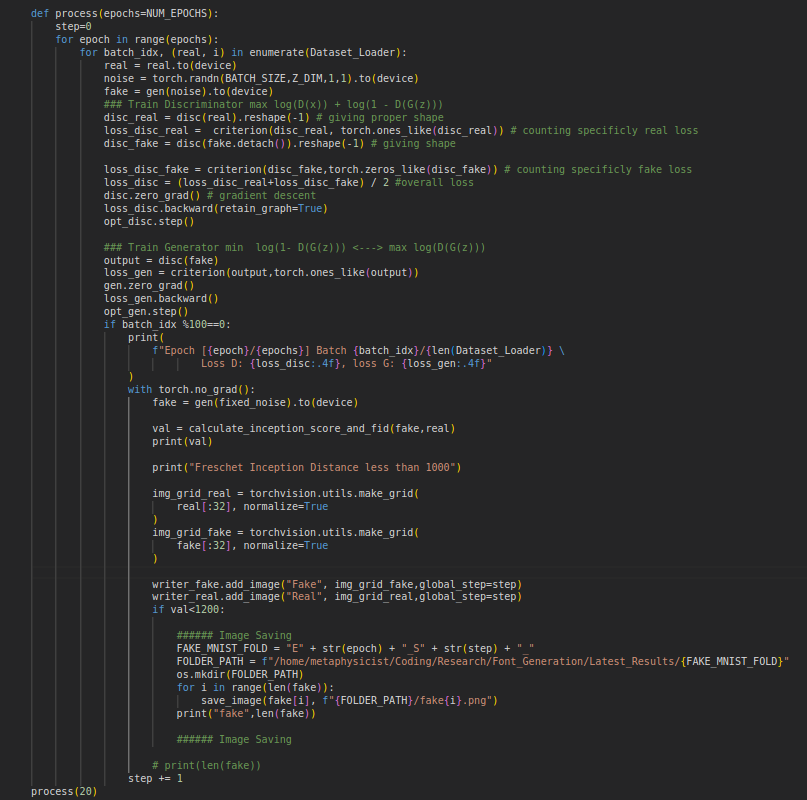 def process(epochs=NUM_EPOCHS):
step=0
for epoch in range(epochs):
for batch_idx, (real, i) in enumerate(Dataset_Loader):
real = real.to(device)
noise = torch.randn(BATCH_SIZE,Z_DIM,1,1).to(device)
fake = gen(noise).to(device)
### Train Discriminator max log(D(x)) + log(1 - D(G(z)))
disc_real = disc(real).reshape(-1) # giving proper shape
loss_disc_real =  criterion(disc_real, torch.ones_like(disc_real)) # counting specificly real loss
disc_fake = disc(fake.detach()).reshape(-1) # giving shape
loss_disc_fake = criterion(disc_fake,torch.zeros_like(disc_fake)) # counting specificly fake loss
loss_disc = (loss_disc_real+loss_disc_fake) / 2 #overall loss
disc.zero_grad() # gradient descent
loss_disc.backward(retain_graph=True)
opt_disc.step()
### Train Generator min  log(1- D(G(z))) <---> max log(D(G(z)))
output = disc(fake)
loss_gen = criterion(output,torch.ones_like(output))
gen.zero_grad()
loss_gen.backward()
opt_gen.step()
if batch_idx %100==0:
print(
f"Epoch [{epoch}/{epochs}] Batch {batch_idx}/{len(Dataset_Loader)} \
Loss D: {loss_disc:.4f}, loss G: {loss_gen:.4f}"
)
with torch.no_grad():
fake = gen(fixed_noise).to(device)
val = calculate_inception_score_and_fid(fake,real)
print(val)
print("Freschet Inception Distance less than 1000")
img_grid_real = torchvision.utils.make_grid(
real[:32], normalize=True
)
img_grid_fake = torchvision.utils.make_grid(
fake[:32], normalize=True
)
writer_fake.add_image("Fake", img_grid_fake,global_step=step)
writer_real.add_image("Real", img_grid_real,global_step=step)
if val<1200:
###### Image Saving
FAKE_MNIST_FOLD = "E" + str(epoch) + "_S" + str(step) + "_"
FOLDER_PATH = f"/home/metaphysicist/Coding/Research/Font_Generation/Latest_Results/{FAKE_MNIST_FOLD}"
os.mkdir(FOLDER_PATH)
for i in range(len(fake)):
save_image(fake[i], f"{FOLDER_PATH}/fake{i}.png")
print("fake",len(fake))
###### Image Saving
# print(len(fake))
step += 1
process(20)